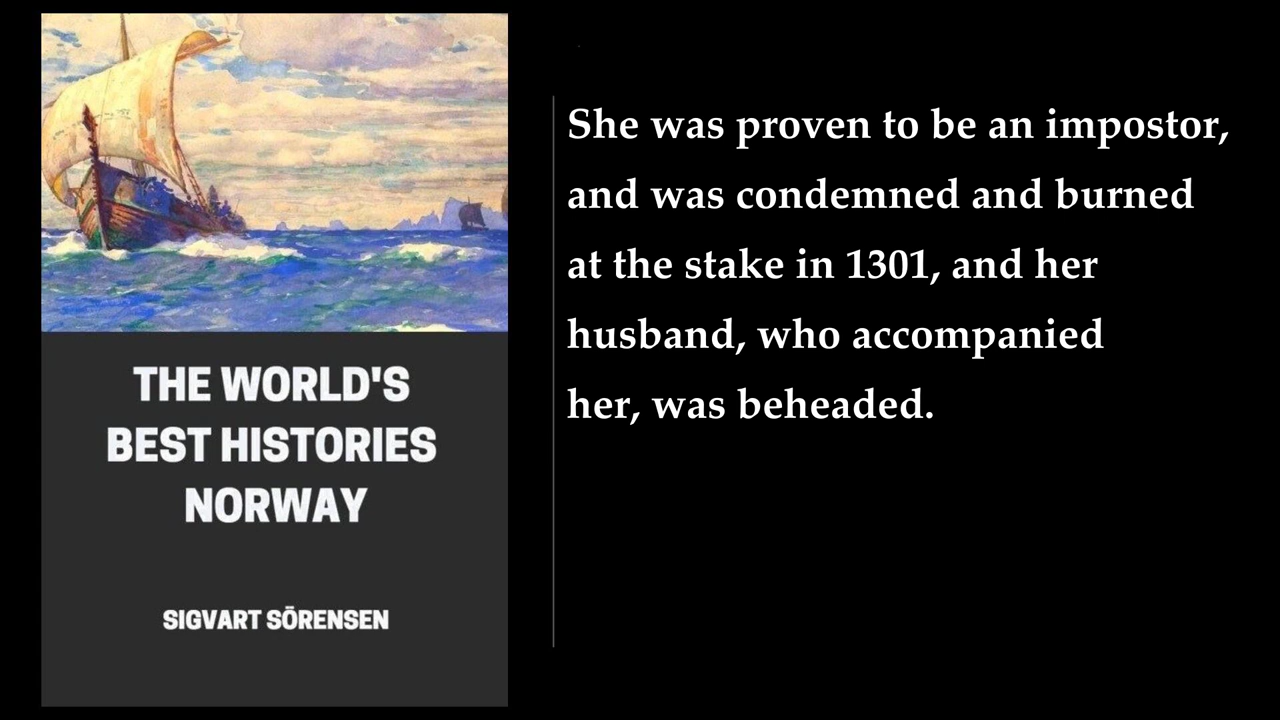 THE WORLD'S
BEST HISTORIES
NORWAY
SIGVART SÖRENSEN
She was proven to be an impostor,
and was condemned and burned
at the stake in 1301, and her
husband, who accompanied
her, was beheaded.